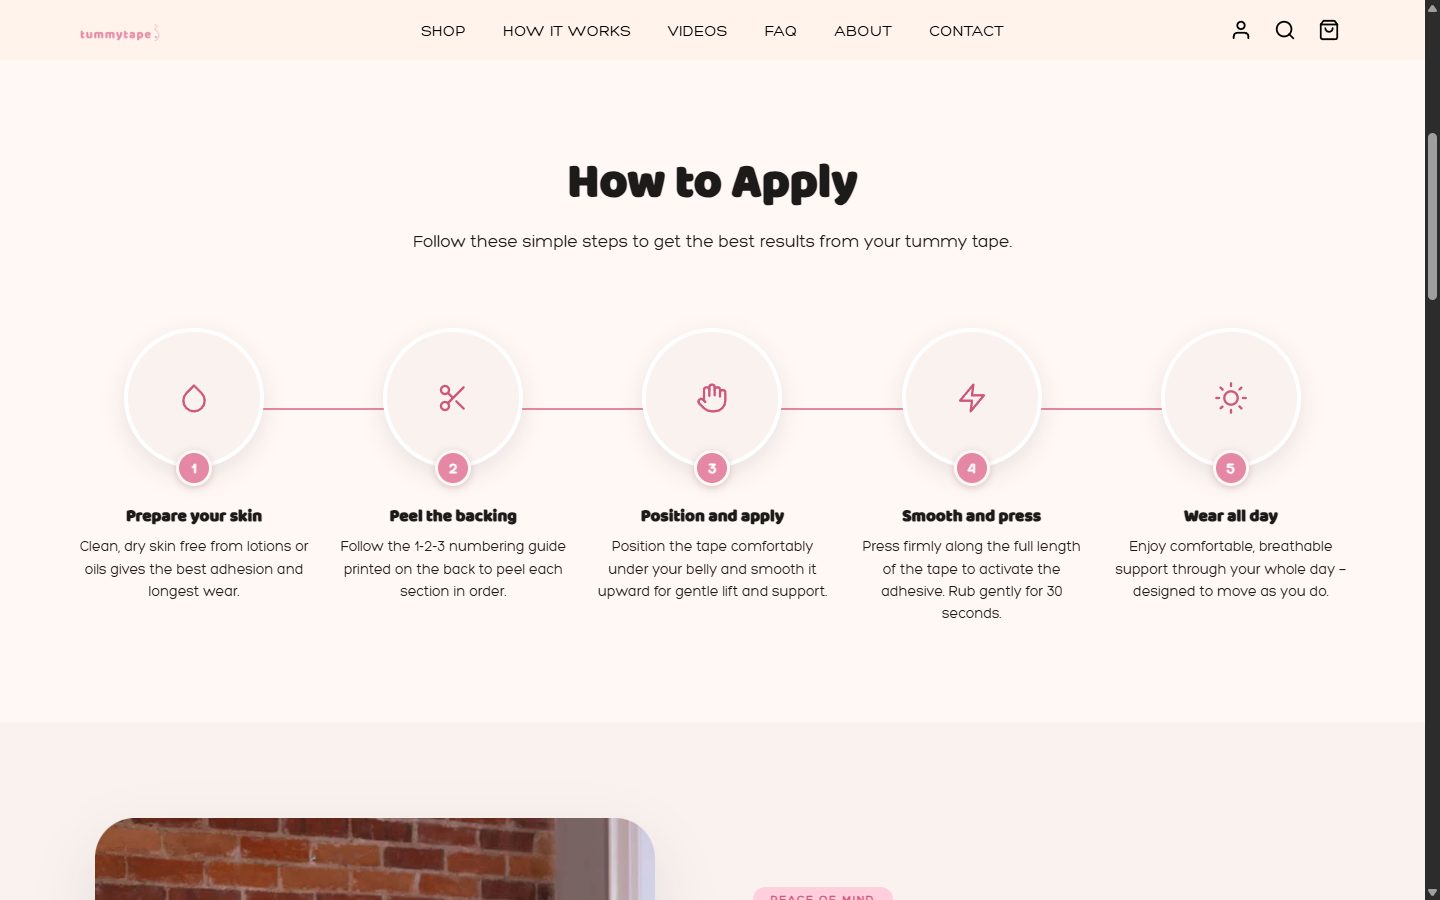 tummytape
SHOP
HOW IT WORKS
VIDEOS
FAQ
ABOUT
CONTACT
How to Apply
Follow these simple steps to get the best results from your tummy tape.
1
Prepare your skin
Clean, dry skin free from lotions or
oils gives the best adhesion and
longest wear.
2
Peel the backing
Follow the 1-2-3 numbering guide
printed on the back to peel each
section in order.
3
Position and apply
Position the tape comfortably
under your belly and smooth it
upward for gentle lift and support.
4
Smooth and press
Press firmly along the full length
of the tape to activate the
adhesive. Rub gently for 30
seconds.
5
Wear all day
Enjoy comfortable, breathable
support through your whole day –
designed to move as you do.
PEACE OF MIND